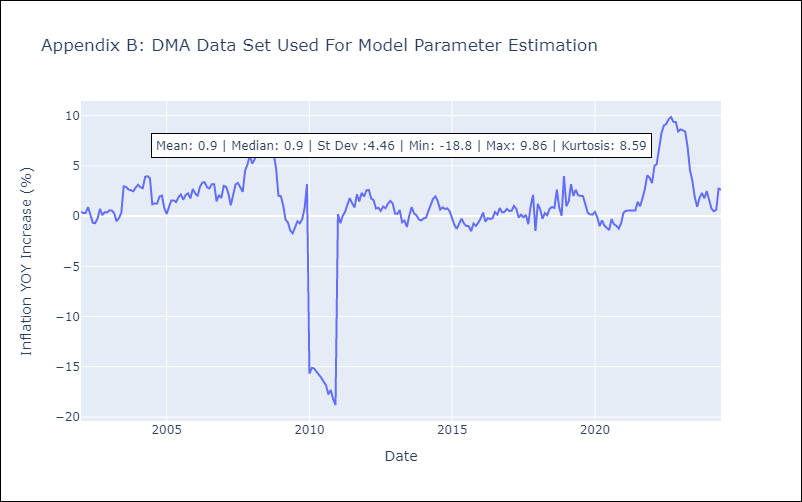 Appendix B: DMA Data Set Used For Model Parameter Estimation
10
Mean: 0.9 | Median: 0.9 | St Dev :4.46 | Min: -18.8 | Max: 9.86 | Kurtosis: 8.59
5
0
−5
−10
−15
−20
Inflation YOY Increase (%)
2005 2010 2015 2020
Date